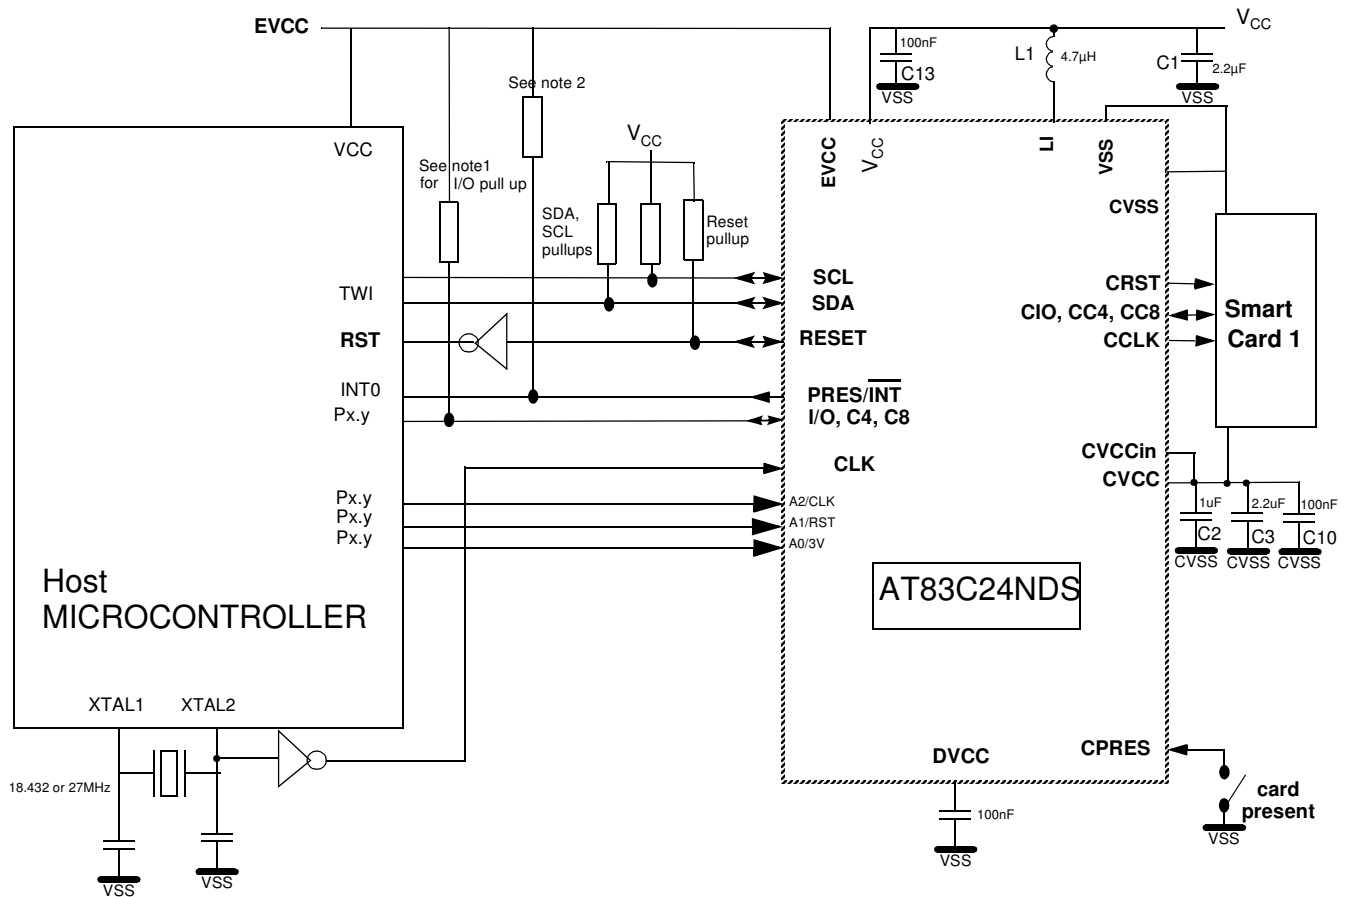 EVCC
V_CC
100nF
C13
VSS
L1
4.7µH
C1
2.2µF
VSS
See note 2
VCC
V_CC
See note1
for I/O pull up
SDA,
SCL
pullups
Reset
pullup
EVCC
V_CC
LI
VSS
CVSS
TWI
RST
INT0
Px.y
SCL
SDA
RESET
PRES/INT
I/O, C4, C8
CLK
CRST
CIO, CC4, CC8
CCLK
Smart
Card 1
CVCCin
CVCC
1uF
C2
CVSS
2.2uF
C3
CVSS
100nF
C10
CVSS
Px.y
Px.y
Px.y
A2/CLK
A1/RST
A0/3V
Host
MICROCONTROLLER
AT83C24NDS
XTAL1
XTAL2
18.432 or 27MHz
VSS
VSS
DVCC
100nF
VSS
CPRES
card
present
VSS